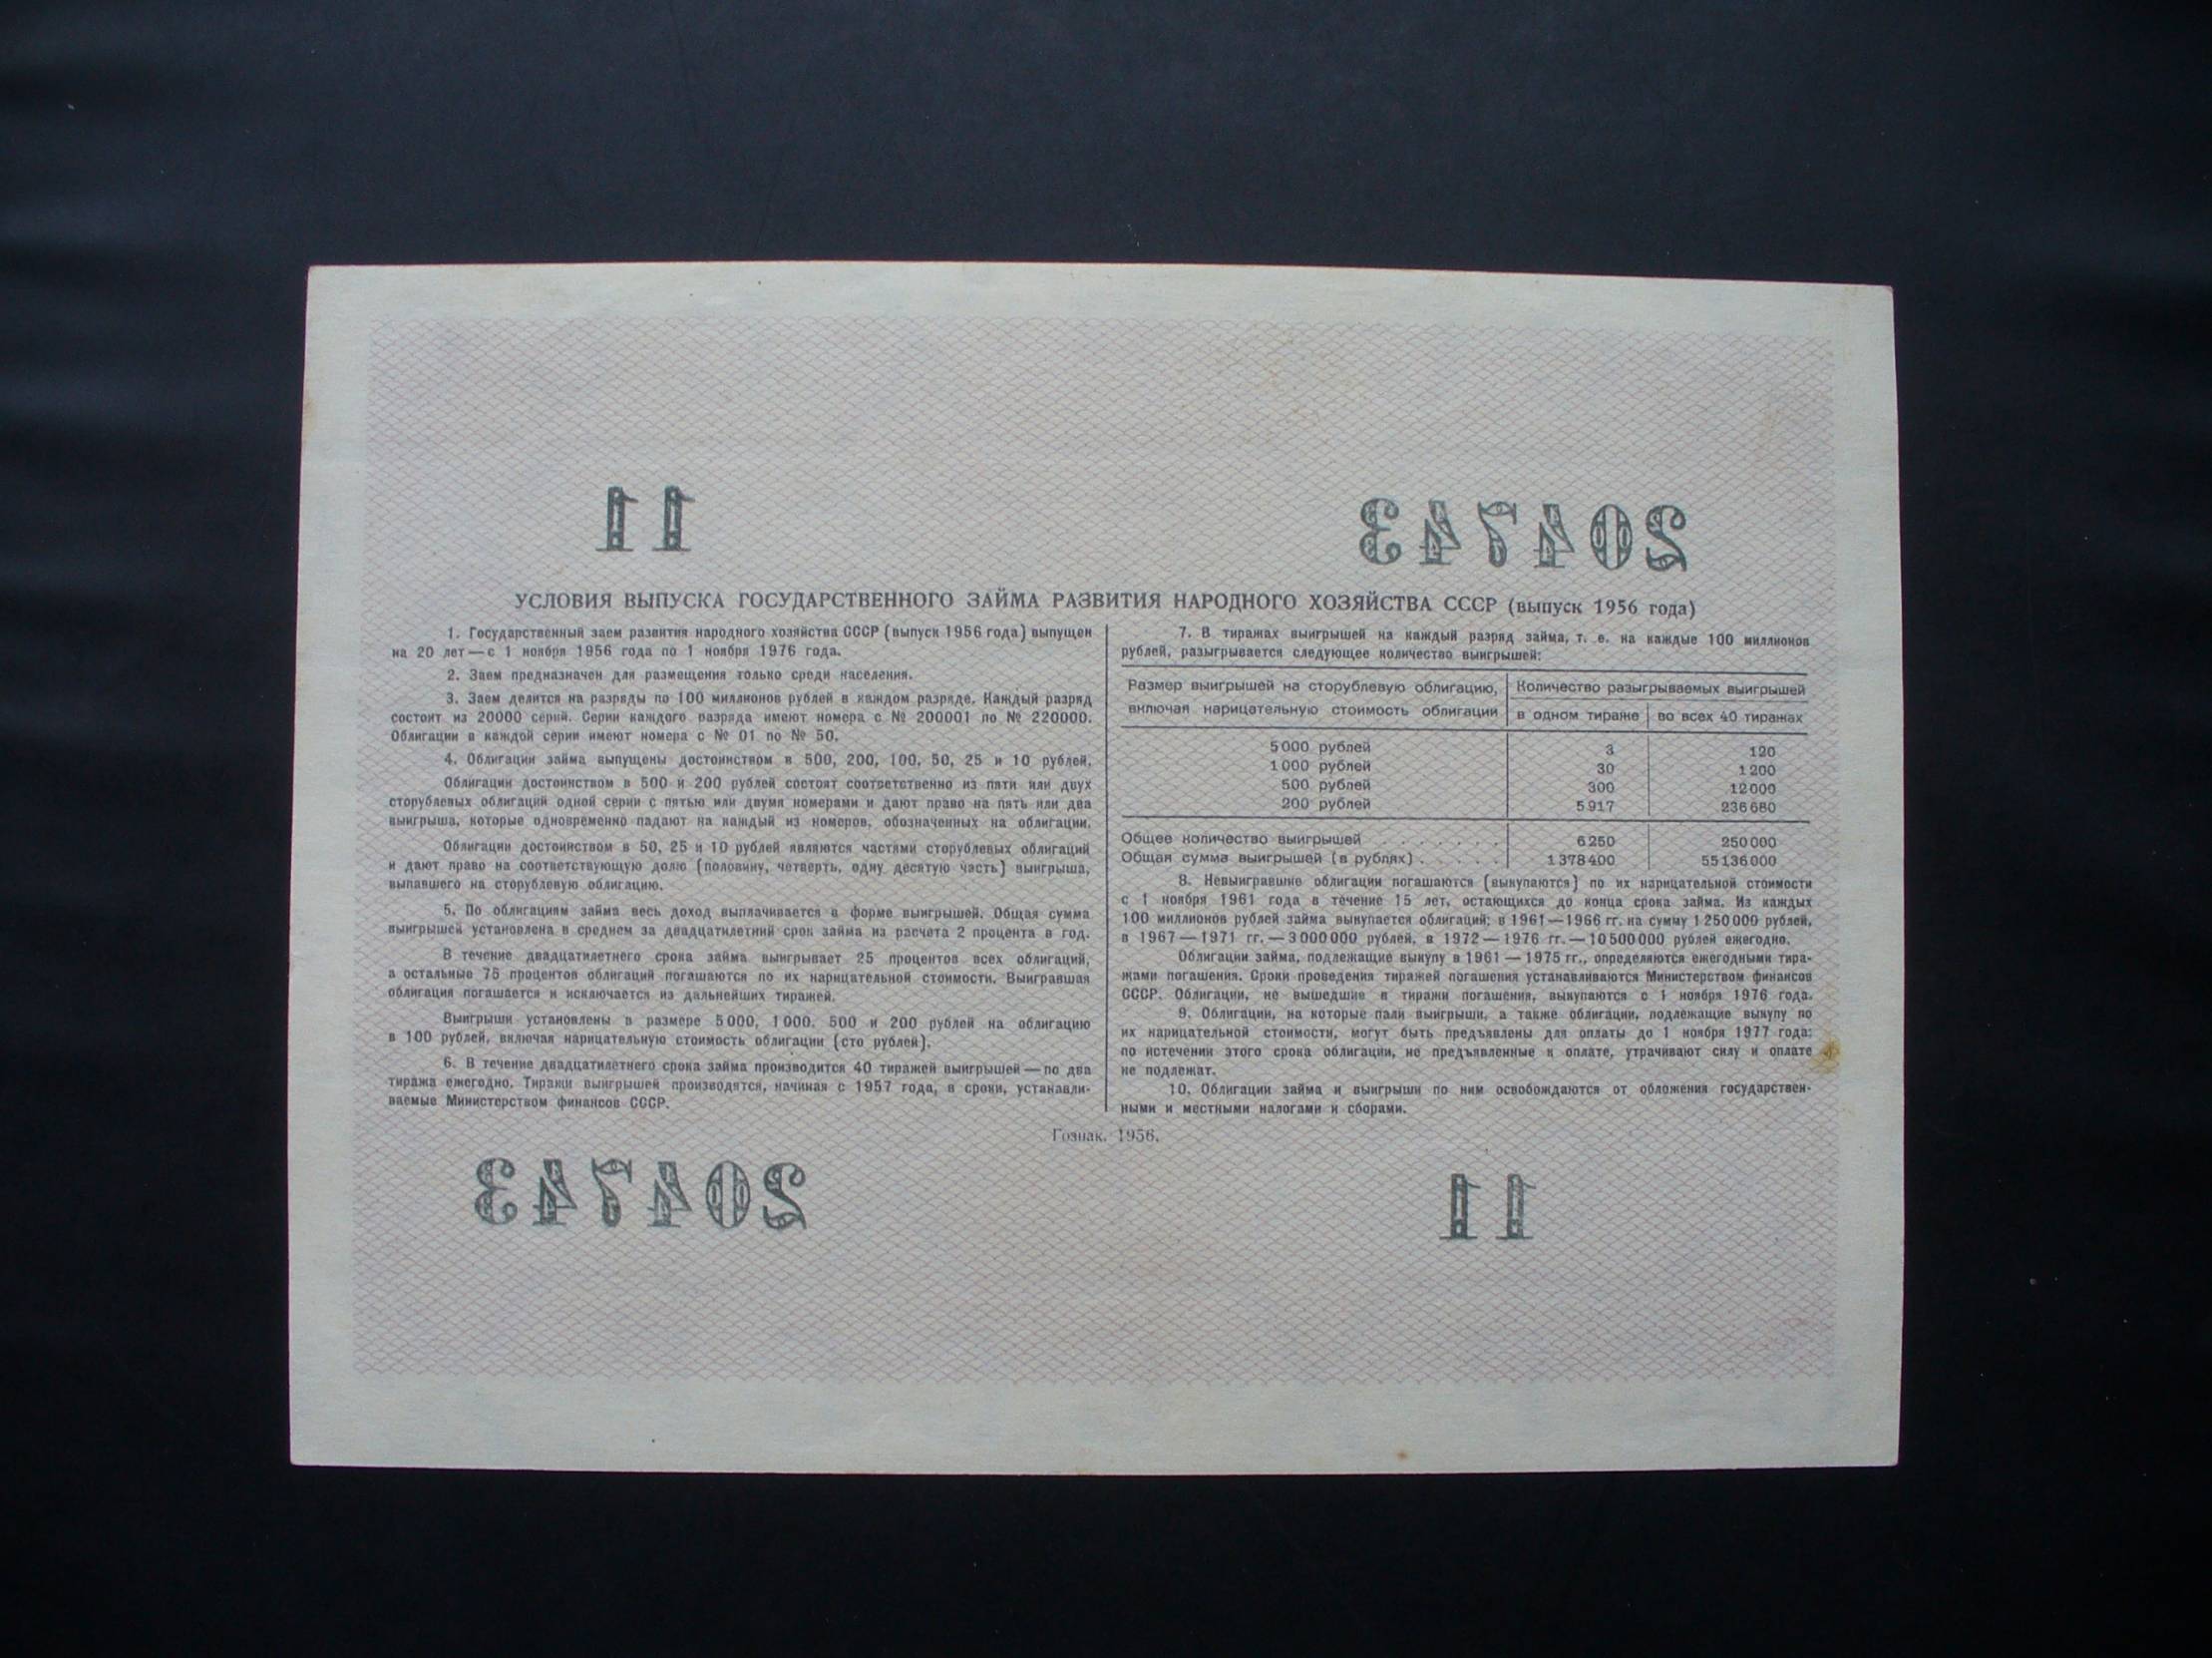 11 204743
УСЛОВИЯ ВЫПУСКА ГОСУДАРСТВЕННОГО ЗАЙМА РАЗВИТИЯ НАРОДНОГО ХОЗЯЙСТВА СССР (выпуск 1956 года)
1. Государственный заем развития народного хозяйства СССР (выпуск 1956 года) выпущен
на 20 лет — с 1 ноября 1956 года по 1 ноября 1976 года.
2. Заем предназначен для размещения только среди населения.
3. Заем делится на разряды по 100 миллионов рублей в каждом разряде. Каждый разряд
состоит из 20000 серий. Серии каждого разряда имеют номера с № 200001 по № 220000.
Облигации в каждой серии имеют номера с № 01 по № 50.
4. Облигации займа выпущены достоинством в 500, 200, 100, 50, 25 и 10 рублей.
Облигации достоинством в 500 и 200 рублей состоят соответственно из пяти или двух
сторублевых облигаций одной серии с пятью или двумя номерами и дают право на пять или два
выигрыша, которые одновременно падают на каждый из номеров, обозначенных на облигации.
Облигации достоинством в 50, 25 и 10 рублей являются частями сторублевых облигаций
и дают право на соответствующую долю (половину, четверть, одну десятую часть) выигрыша,
выпавшего на сторублевую облигацию.
5. По облигациям займа весь доход выплачивается в форме выигрышей. Общая сумма
выигрышей установлена в среднем за двадцатилетний срок займа из расчета 2 процента в год.
В течение двадцатилетнего срока займа выигрывает 25 процентов всех облигаций,
а остальные 75 процентов облигаций погашаются по их нарицательной стоимости. Выигравшая
облигация погашается и исключается из дальнейших тиражей.
Выигрыши установлены в размере 5000, 1000, 500 и 200 рублей на облигацию
в 100 рублей, включая нарицательную стоимость облигации (сто рублей).
6. В течение двадцатилетнего срока займа производится 40 тиражей выигрышей — по два
тиража ежегодно. Тиражи выигрышей производятся, начиная с 1957 года, в сроки, устанавли-
ваемые Министерством финансов СССР.
7. В тиражах выигрышей на каждый разряд займа, т. е. на каждые 100 миллионов
рублей, разыгрывается следующее количество выигрышей:
Размер выигрышей на сторублевую облигацию, включая нарицательную стоимость облигации
Количество разыгрываемых выигрышей
в одном тираже во всех 40 тиражах
5000 рублей 3 120
1000 рублей 30 1200
500 рублей 300 12000
200 рублей 5917 236680
Общее количество выигрышей . . . . . . 6250 250000
Общая сумма выигрышей (в рублях) . . . . . 1378400 55136000
8. Невыигравшие облигации погашаются (выкупаются) по их нарицательной стоимости
с 1 ноября 1961 года в течение 15 лет, остающихся до конца срока займа. Из каждых
100 миллионов рублей займа выкупается облигаций: в 1961—1966 гг. на сумму 1250000 рублей,
в 1967—1971 гг. — 3000000 рублей, в 1972—1976 гг. — 10500000 рублей ежегодно.
Облигации займа, подлежащие выкупу в 1961—1975 гг., определяются ежегодными тира-
жами погашения. Сроки проведения тиражей погашения устанавливаются Министерством финансов
СССР. Облигации, не вышедшие в тиражи погашения, выкупаются с 1 ноября 1976 года.
9. Облигации, на которые пали выигрыши, а также облигации, подлежащие выкупу по
их нарицательной стоимости, могут быть предъявлены для оплаты до 1 ноября 1977 года;
по истечении этого срока облигации, не предъявленные к оплате, утрачивают силу и оплате
не подлежат.
10. Облигации займа и выигрыши по ним освобождаются от обложения государствен-
ными и местными налогами и сборами.
Гознак. 1956.
204743 11